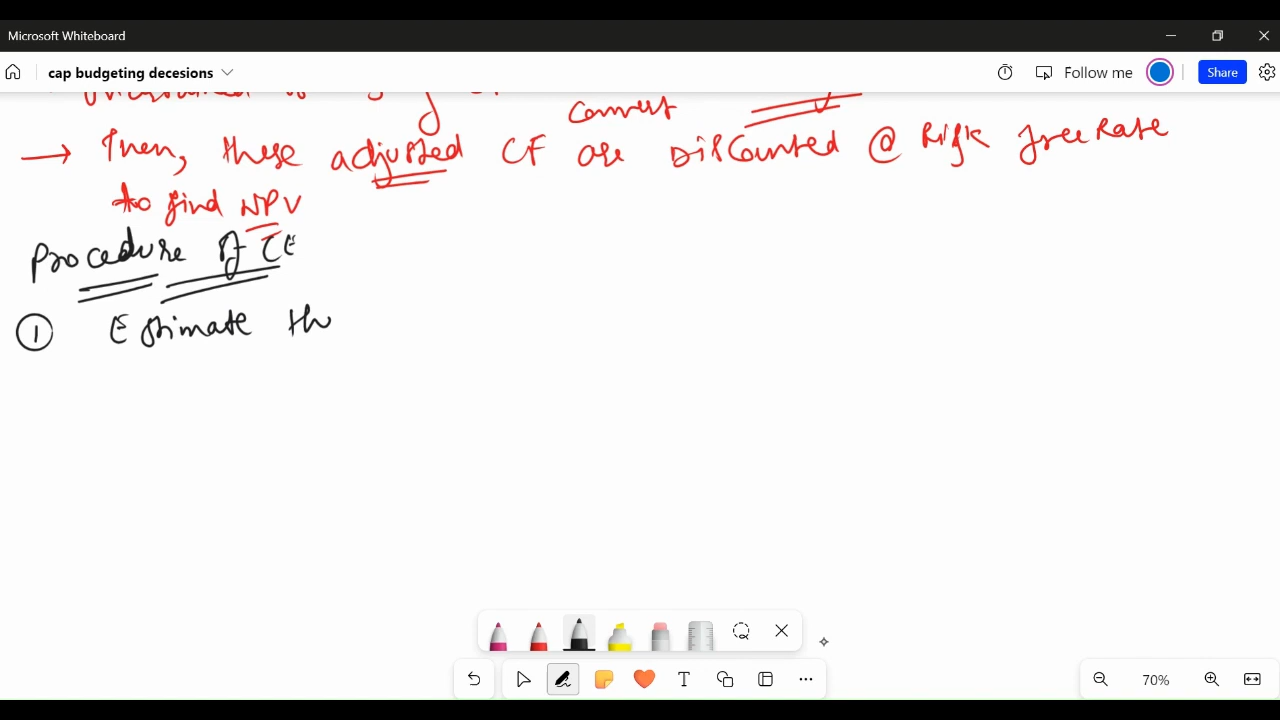 Microsoft Whiteboard
cap budgeting decesions
Follow me
Share
Convert
→ Then, these adjusted CF are Discounted @ Risk free Rate
to find NPV
Procedure of CE
① Estimate th
70%